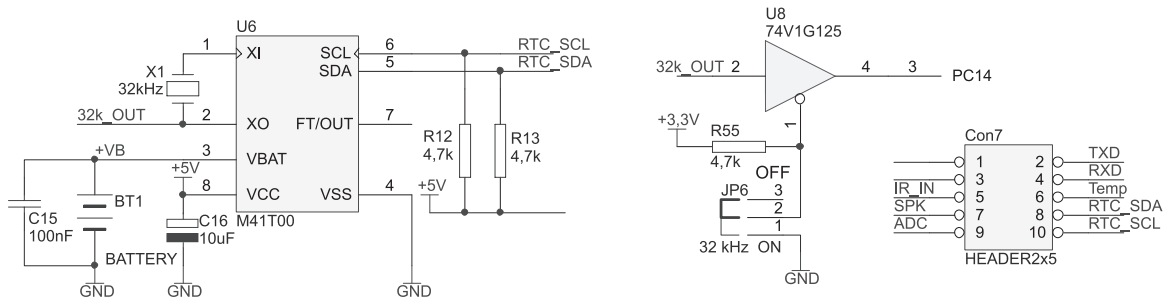 U6
1 XI SCL 6 RTC_SCL
SDA 5 RTC_SDA
X1
32kHz
32k_OUT 2 XO FT/OUT 7
R12
4,7k
R13
4,7k
+VB 3 VBAT
+5V 8 VCC VSS 4
+5V
C15
100nF
BT1
BATTERY
C16
10uF
M41T00
GND
GND
GND
U8
74V1G125
32k_OUT 2 4 3 PC14
1
+3,3V
R55
4,7k
OFF
JP6 3
2
1
32 kHz ON
GND
Con7
1 2 TXD
3 4 RXD
IR_IN 5 6 Temp
SPK 7 8 RTC_SDA
ADC 9 10 RTC_SCL
HEADER2x5